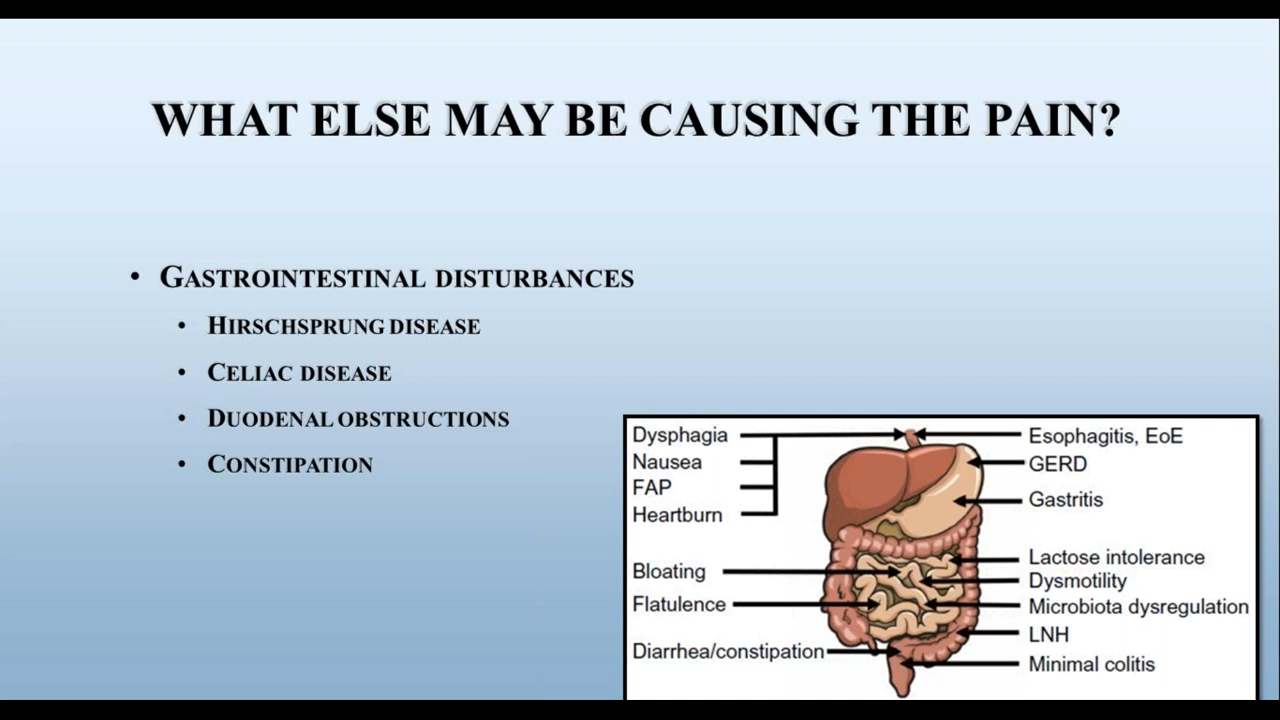 WHAT ELSE MAY BE CAUSING THE PAIN?
• GASTROINTESTINAL DISTURBANCES
• HIRSCHSPRUNG DISEASE
• CELIAC DISEASE
• DUODENAL OBSTRUCTIONS
• CONSTIPATION
Dysphagia
Nausea
FAP
Heartburn
Bloating
Flatulence
Diarrhea/constipation
Esophagitis, EoE
GERD
Gastritis
Lactose intolerance
Dysmotility
Microbiota dysregulation
LNH
Minimal colitis